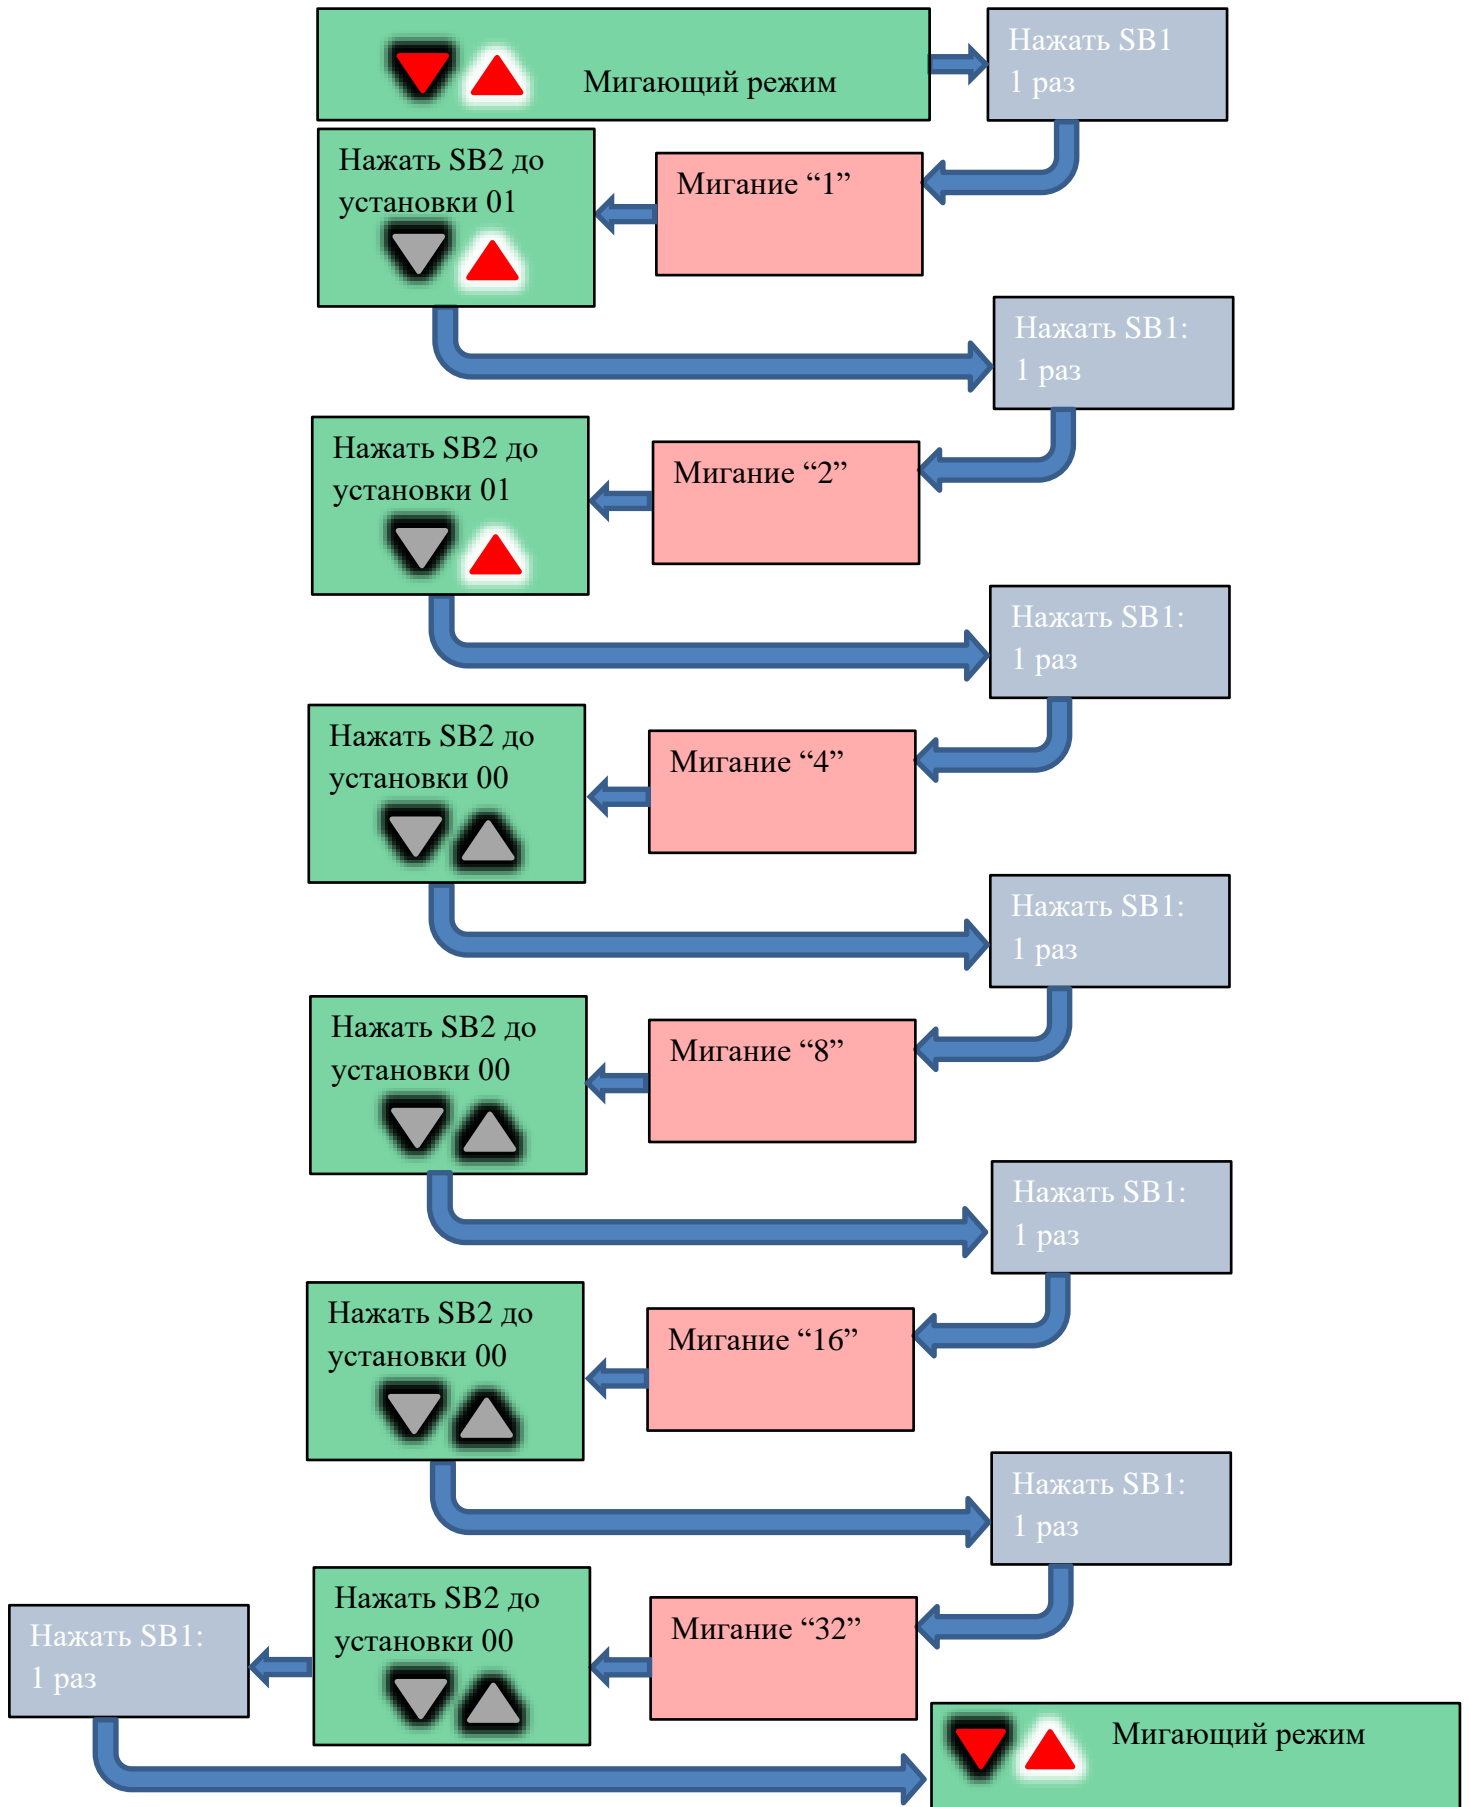 Мигающий режим
Нажать SB1
1 раз
Мигание “1”
Нажать SB2 до
установки 01
Нажать SB1:
1 раз
Мигание “2”
Нажать SB2 до
установки 01
Нажать SB1:
1 раз
Мигание “4”
Нажать SB2 до
установки 00
Нажать SB1:
1 раз
Мигание “8”
Нажать SB2 до
установки 00
Нажать SB1:
1 раз
Мигание “16”
Нажать SB2 до
установки 00
Нажать SB1:
1 раз
Мигание “32”
Нажать SB2 до
установки 00
Нажать SB1:
1 раз
Мигающий режим